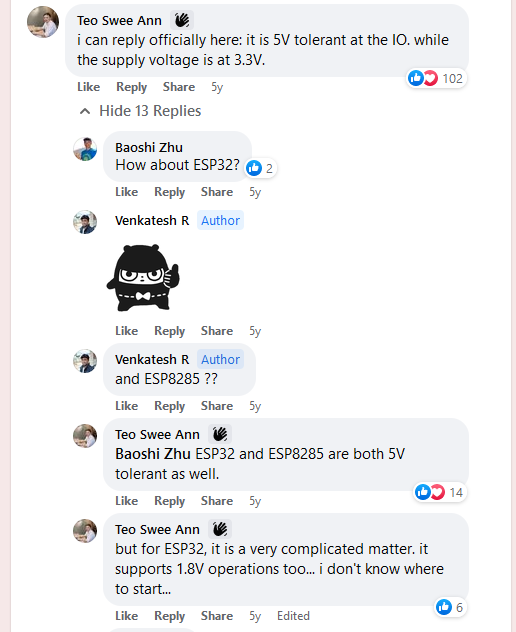 Teo Swee Ann
i can reply officially here: it is 5V tolerant at the IO. while
the supply voltage is at 3.3V.
102
Like Reply Share 5y
Hide 13 Replies
Baoshi Zhu
How about ESP32?
2
Like Reply Share 5y
Venkatesh R Author
Like Reply Share 5y
Venkatesh R Author
and ESP8285 ??
Like Reply Share 5y
Teo Swee Ann
Baoshi Zhu ESP32 and ESP8285 are both 5V
tolerant as well.
14
Like Reply Share 5y
Teo Swee Ann
but for ESP32, it is a very complicated matter. it
supports 1.8V operations too... i don't know where
to start...
6
Like Reply Share 5y Edited